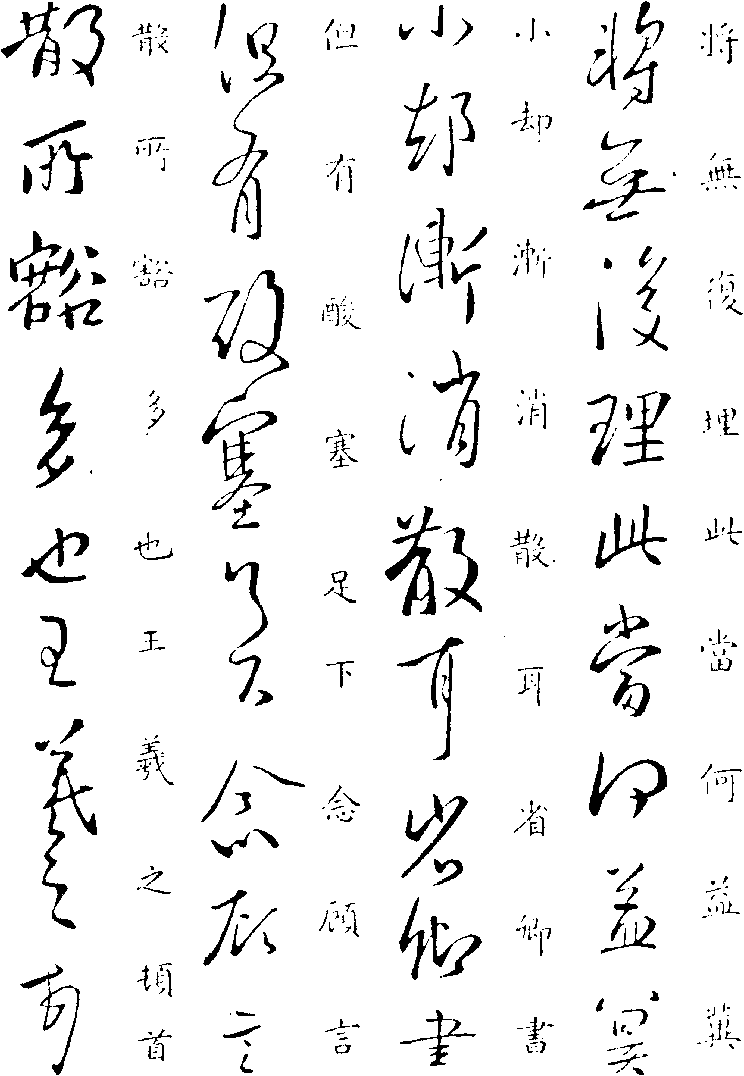 將無復理此當何益冀
將無復理此當何益冀
小却漸消散耳省卿書
小却漸消散耳省卿書
但有酸塞足下念顧言
但有酸塞足下念顧言
散所豁多也王羲之頓首
散所豁多也王羲之頓首